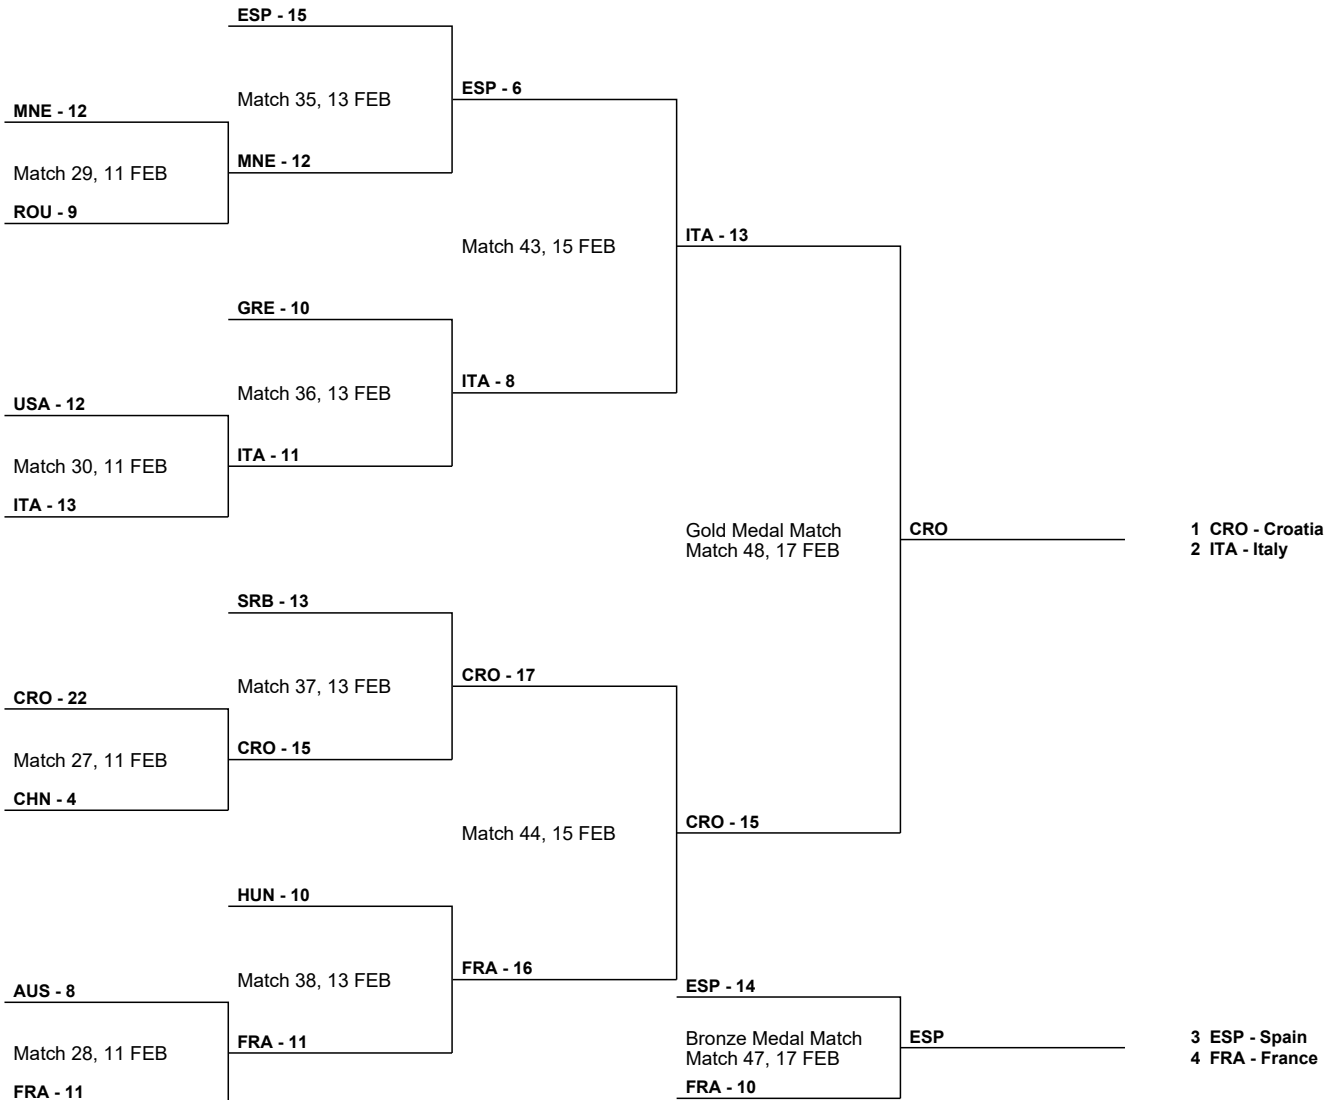 ESP - 15
Match 35, 13 FEB
ESP - 6
MNE - 12
Match 29, 11 FEB
MNE - 12
ROU - 9
Match 43, 15 FEB
ITA - 13
GRE - 10
Match 36, 13 FEB
ITA - 8
USA - 12
Match 30, 11 FEB
ITA - 11
ITA - 13
Gold Medal Match
Match 48, 17 FEB
CRO
1 CRO - Croatia
2 ITA - Italy
SRB - 13
Match 37, 13 FEB
CRO - 17
CRO - 22
Match 27, 11 FEB
CRO - 15
CHN - 4
Match 44, 15 FEB
CRO - 15
HUN - 10
Match 38, 13 FEB
FRA - 16
AUS - 8
Match 28, 11 FEB
FRA - 11
FRA - 11
ESP - 14
Bronze Medal Match
Match 47, 17 FEB
FRA - 10
ESP
3 ESP - Spain
4 FRA - France